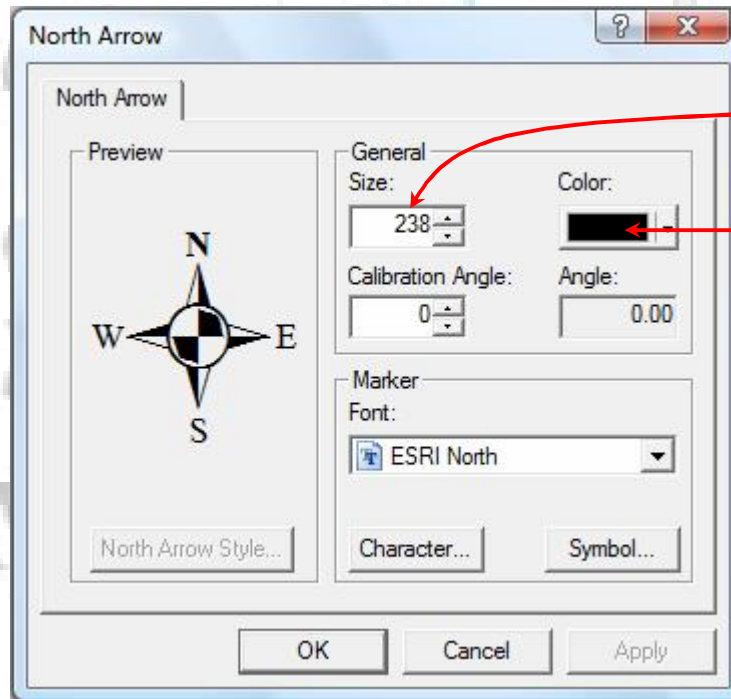 North Arrow
?
X
North Arrow
Preview
N
W
E
S
North Arrow Style...
General
Size:
Color:
238
Calibration Angle:
Angle:
0
0.00
Marker
Font:
ESRI North
Character...
Symbol...
OK
Cancel
Apply